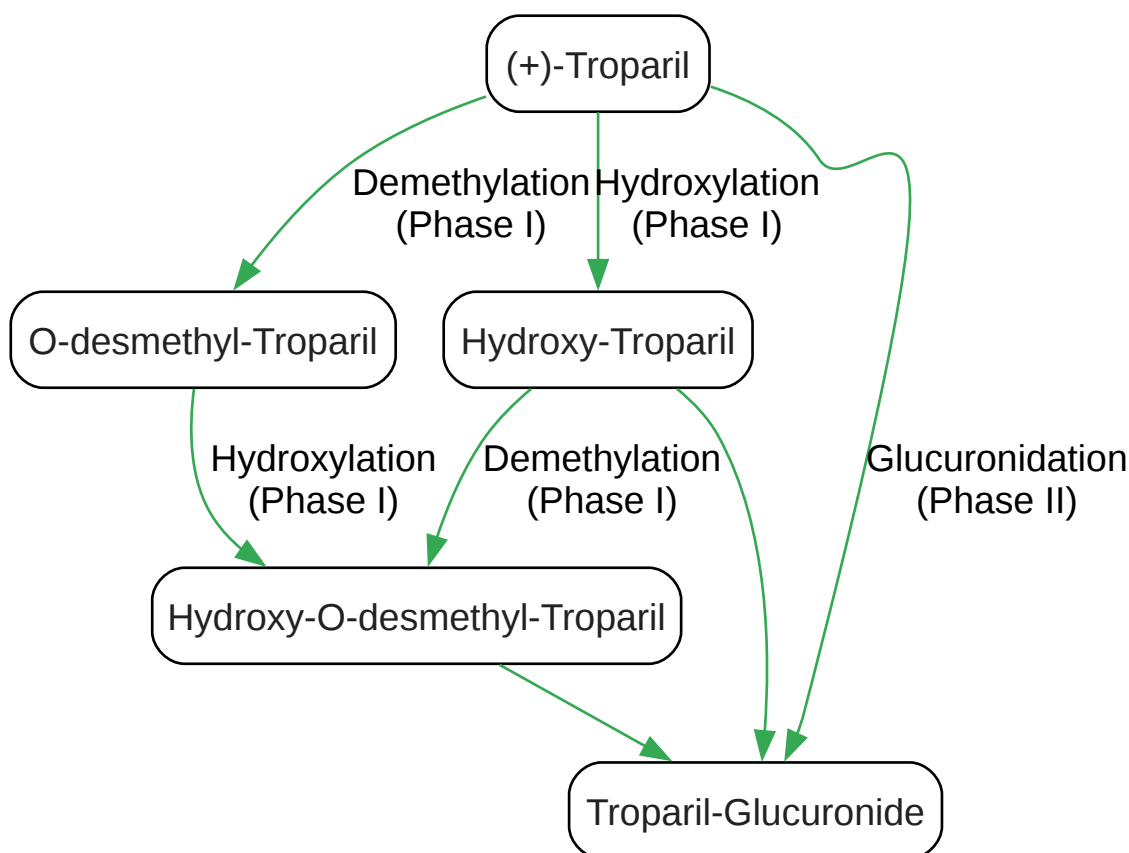 (+)-Troparil
Demethylation
(Phase I)
Hydroxylation
(Phase I)
O-desmethyl-Troparil
Hydroxy-Troparil
Hydroxylation
(Phase I)
Demethylation
(Phase I)
Glucuronidation
(Phase II)
Hydroxy-O-desmethyl-Troparil
Troparil-Glucuronide